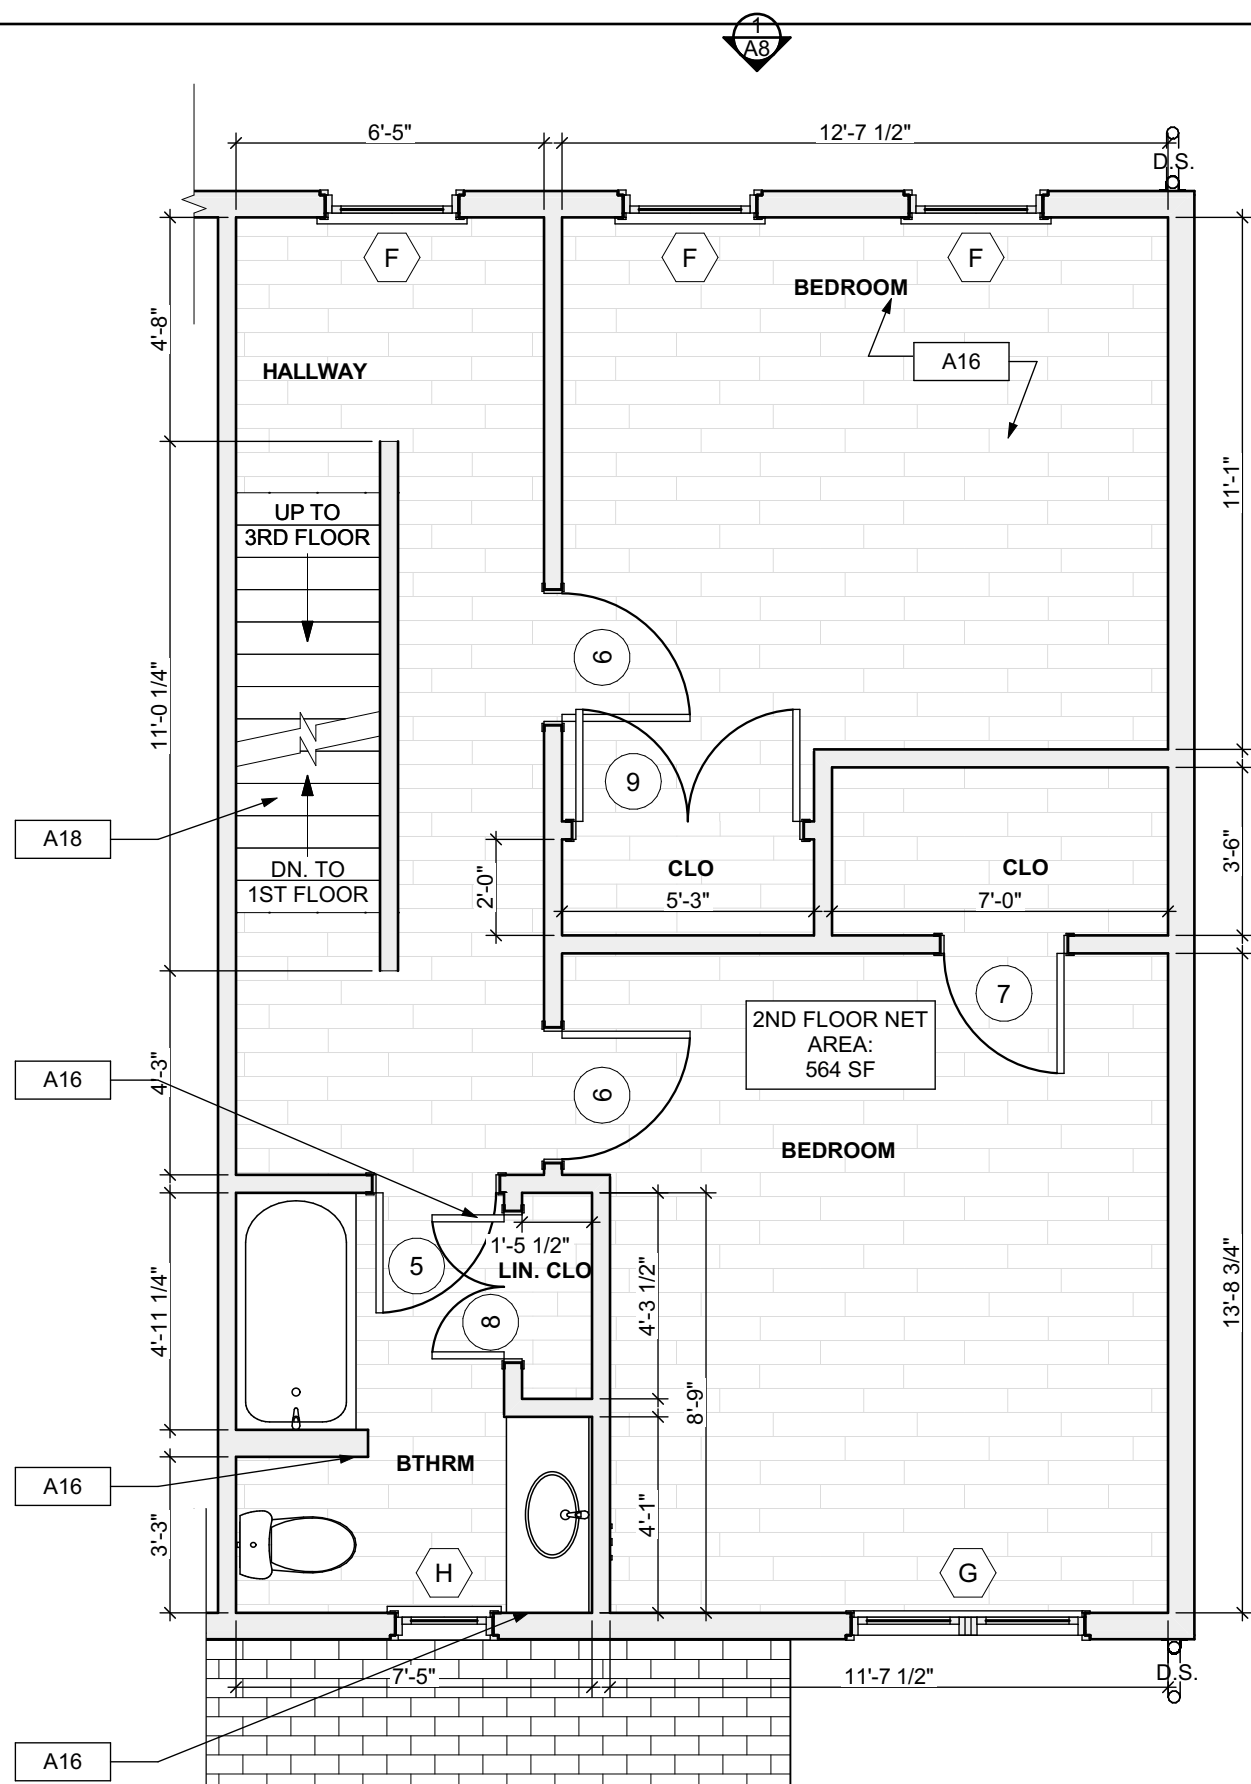 1
A8
6'-5"
12'-7 1/2"
D.S.
F
F
F
BEDROOM
A16
4'-8"
HALLWAY
11'-1"
UP TO
3RD FLOOR
6
11'-0 1/4"
9
A18
DN. TO
1ST FLOOR
2'-0"
CLO
5'-3"
CLO
7'-0"
3'-6"
7
2ND FLOOR NET
AREA:
564 SF
A16
4'-3"
6
BEDROOM
1'-5 1/2"
5
LIN. CLO
8
4'-11 1/4"
4'-3 1/2"
13'-8 3/4"
8'-9"
BTHRM
A16
4'-1"
3'-3"
H
G
7'-5"
11'-7 1/2"
D.S.
A16